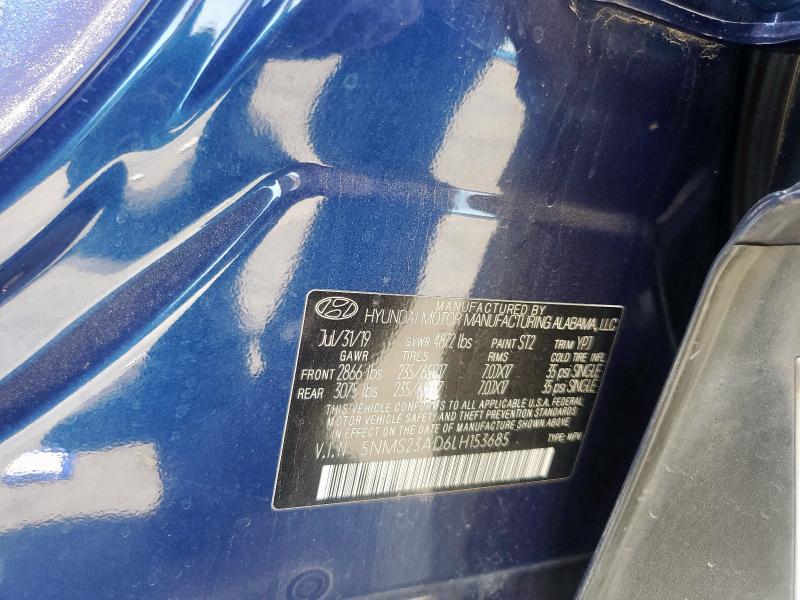 MANUFACTURED BY
HYUNDAI MOTOR MANUFACTURING ALABAMA, LLC
Jul/31/19 GVWR 4872 lbs PAINT ST2 TRIM YPT
GAWR TIRES RIMS COLD TIRE INFL
FRONT 2866 lbs 235/65R17 7.0JX17 35 psi SINGLE
REAR 3075 lbs 7.0JX17 35 psi SINGLE
THIS VEHICLE CONFORMS TO ALL APPLICABLE U.S.A. FEDERAL
MOTOR VEHICLE SAFETY AND THEFT PREVENTION STANDARDS
IN EFFECT ON THE DATE OF MANUFACTURE SHOWN ABOVE.
5NMS23AD6LH153685 TYPE: MPV